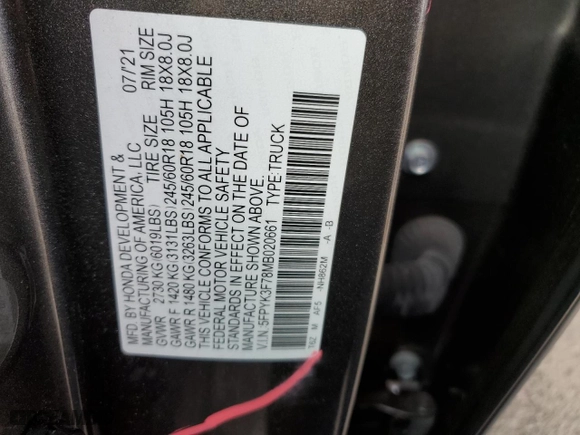 MFD. BY HONDA DEVELOPMENT &
MANUFACTURING OF AMERICA, LLC 07/'21
TIRE SIZE RIM SIZE
GVWR 2730 KG(6019LBS)
GAWR F 1420 KG(3131LBS) 245/60R18 105H 18X8.0J
GAWR R 1480 KG(3263LBS) 245/60R18 105H 18X8.0J
THIS VEHICLE CONFORMS TO ALL APPLICABLE
FEDERAL MOTOR VEHICLE SAFETY
STANDARDS IN EFFECT ON THE DATE OF
MANUFACTURE SHOWN ABOVE.
V.I.N.:5FPYK3F78MB020661 TYPE:TRUCK
T6Z M AF5 -NH862M -A -B